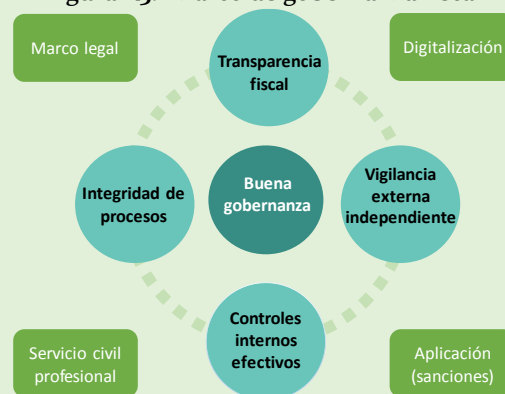 Marco legal
Digitalización
Transparencia
fiscal
Integridad de
procesos
Buena
gobernanza
Vigilancia
externa
independiente
Controles
internos
efectivos
Servicio civil
profesional
Aplicación
(sanciones)